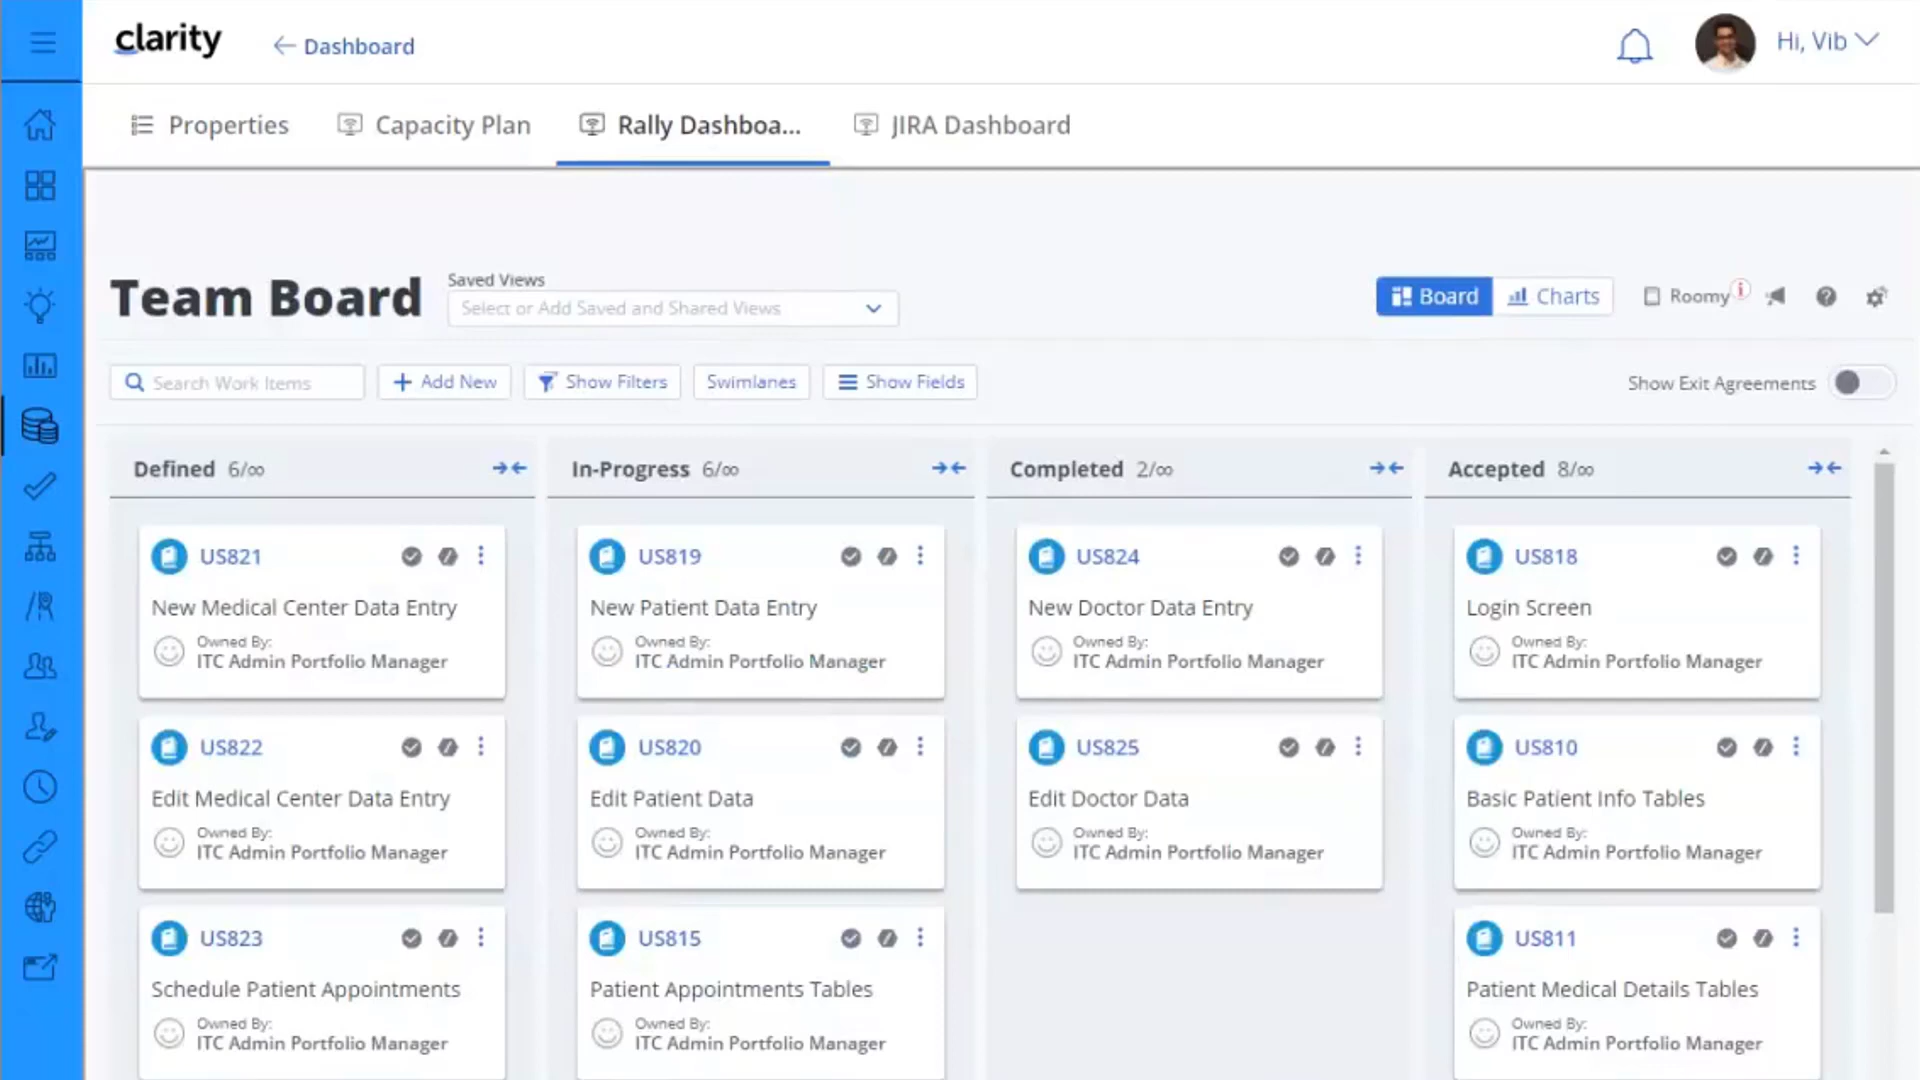 clarity
Dashboard
Hi, Vib
Properties
Capacity Plan
Rally Dashboa...
JIRA Dashboard
Team Board
Saved Views
Select or Add Saved and Shared Views
Board
Charts
Roomy
Search Work Items
+ Add New
Show Filters
Swimlanes
Show Fields
Show Exit Agreements
Defined 6/∞
In-Progress 6/∞
Completed 2/∞
Accepted 8/∞
US821
New Medical Center Data Entry
Owned By:
ITC Admin Portfolio Manager
US819
New Patient Data Entry
Owned By:
ITC Admin Portfolio Manager
US824
New Doctor Data Entry
Owned By:
ITC Admin Portfolio Manager
US818
Login Screen
Owned By:
ITC Admin Portfolio Manager
US822
Edit Medical Center Data Entry
Owned By:
ITC Admin Portfolio Manager
US820
Edit Patient Data
Owned By:
ITC Admin Portfolio Manager
US825
Edit Doctor Data
Owned By:
ITC Admin Portfolio Manager
US810
Basic Patient Info Tables
Owned By:
ITC Admin Portfolio Manager
US823
Schedule Patient Appointments
Owned By:
ITC Admin Portfolio Manager
US815
Patient Appointments Tables
Owned By:
ITC Admin Portfolio Manager
US811
Patient Medical Details Tables
Owned By:
ITC Admin Portfolio Manager